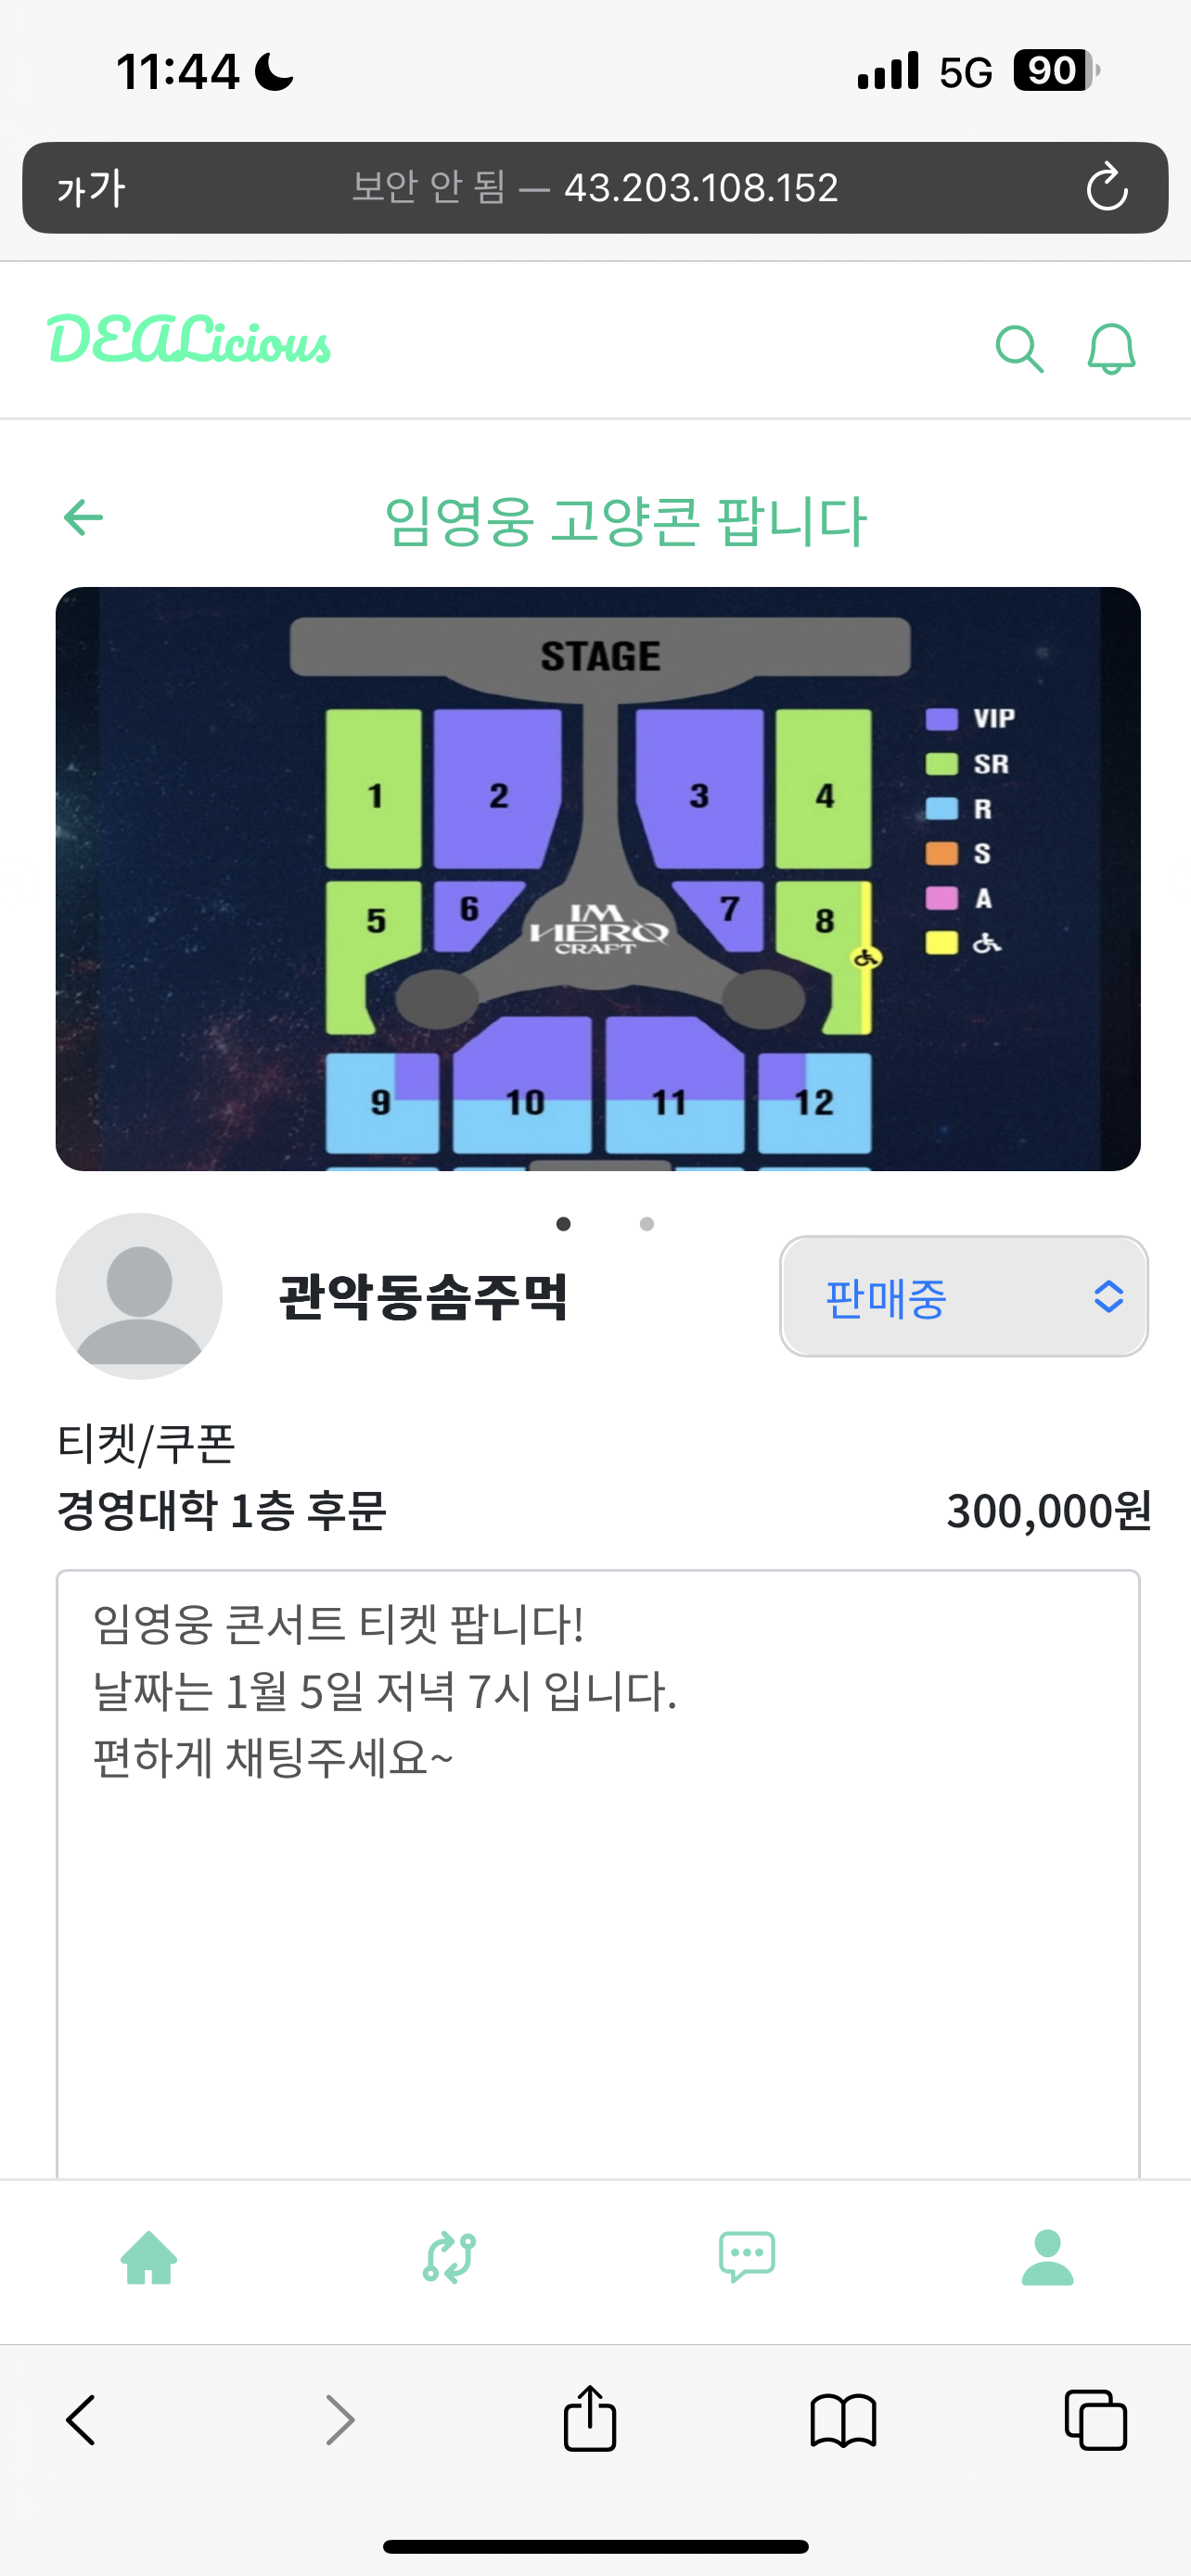 11:44
5G
90
가가
보안 안 됨 — 43.203.108.152
DEALicious
임영웅 고양콘 팝니다
STAGE
1
2
3
4
VIP
SR
R
S
A
5
6
7
8
IM
HERO
CRAFT
9
10
11
12
관악동솜주먹
판매중
티켓/쿠폰
경영대학 1층 후문
300,000원
임영웅 콘서트 티켓 팝니다!
날짜는 1월 5일 저녁 7시 입니다.
편하게 채팅주세요~